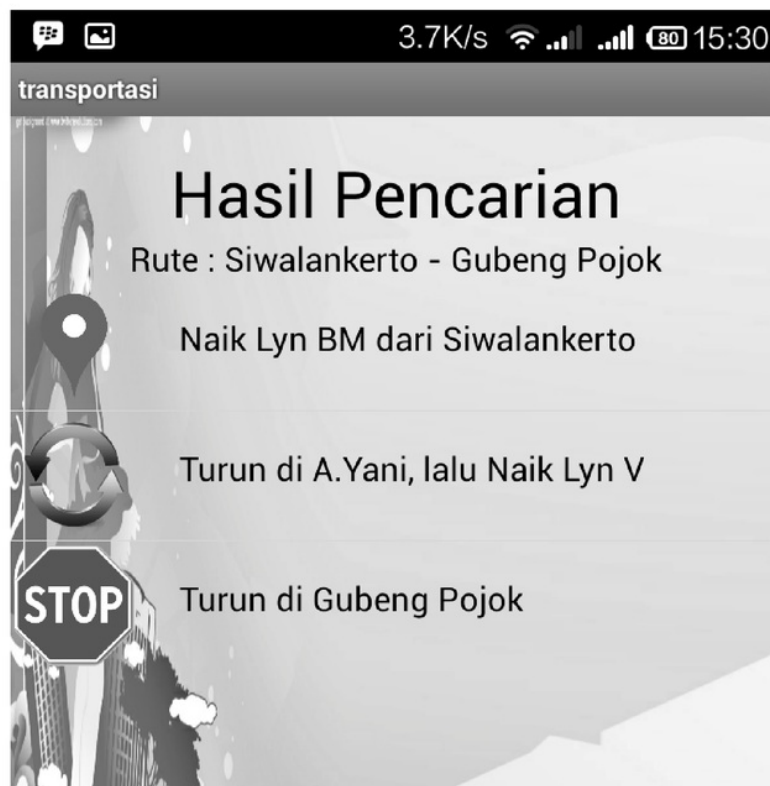 3.7K/s 80 15:30
transportasi
Hasil Pencarian
Rute : Siwalankerto - Gubeng Pojok
Naik Lyn BM dari Siwalankerto
Turun di A.Yani, lalu Naik Lyn V
STOP
Turun di Gubeng Pojok